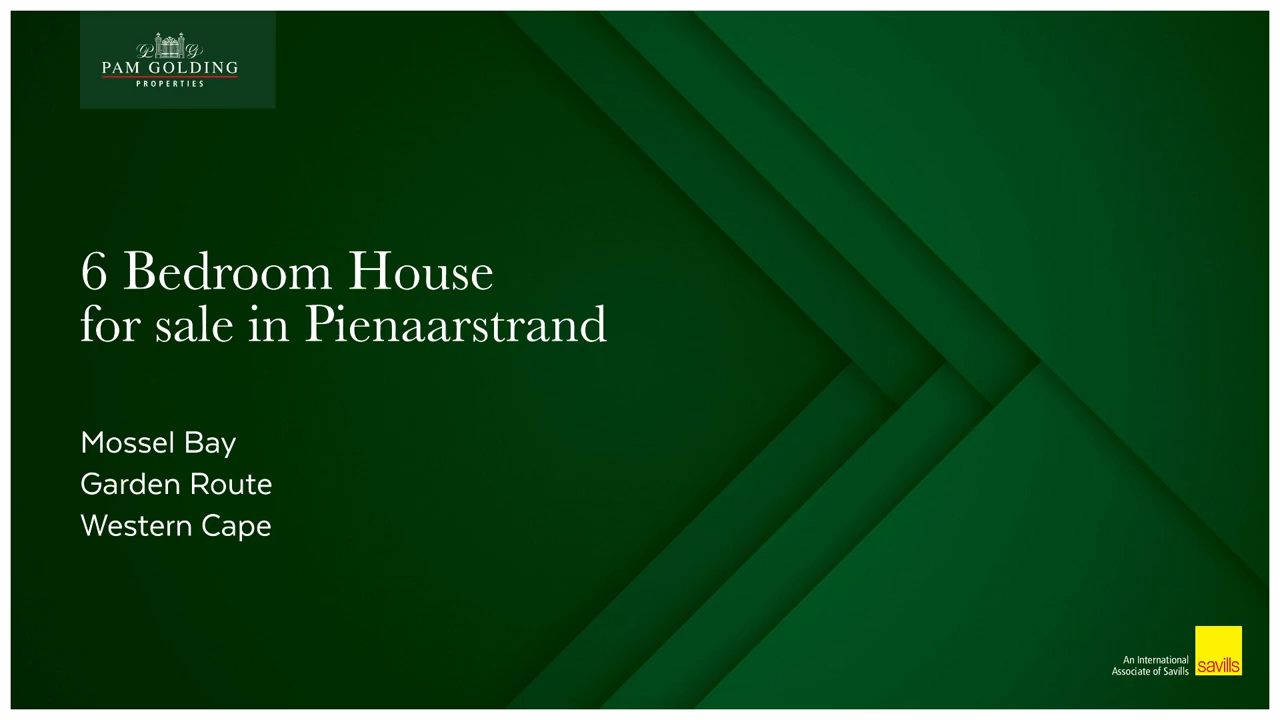 PAM GOLDING
PROPERTIES
6 Bedroom House
for sale in Pienaarstrand
Mossel Bay
Garden Route
Western Cape
An International
Associate of Savills
savills